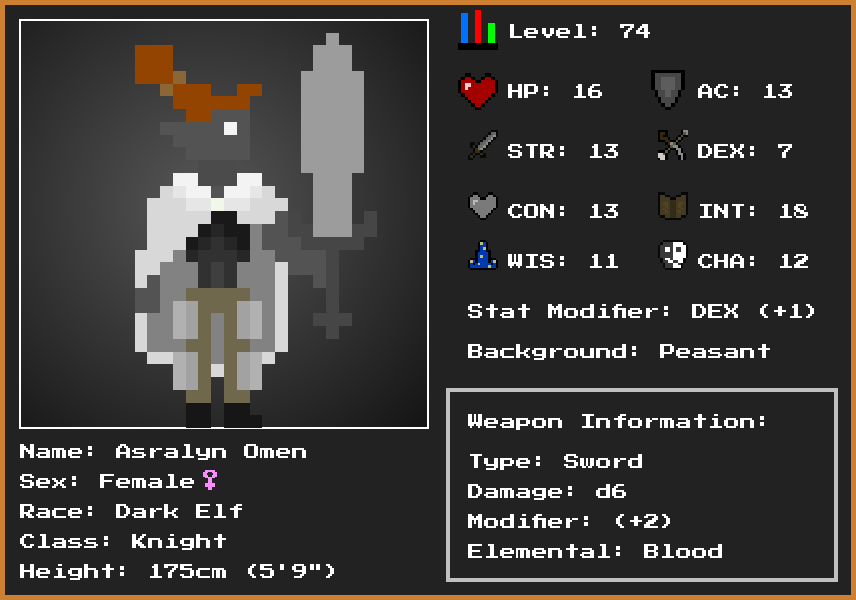 Level: 74
HP: 16 AC: 13
STR: 13 DEX: 7
CON: 13 INT: 18
WIS: 11 CHA: 12
Stat Modifier: DEX (+1)
Background: Peasant
Weapon Information:
Type: Sword
Damage: d6
Modifier: (+2)
Elemental: Blood
Name: Asralyn Omen
Sex: Female♀
Race: Dark Elf
Class: Knight
Height: 175cm (5'9")